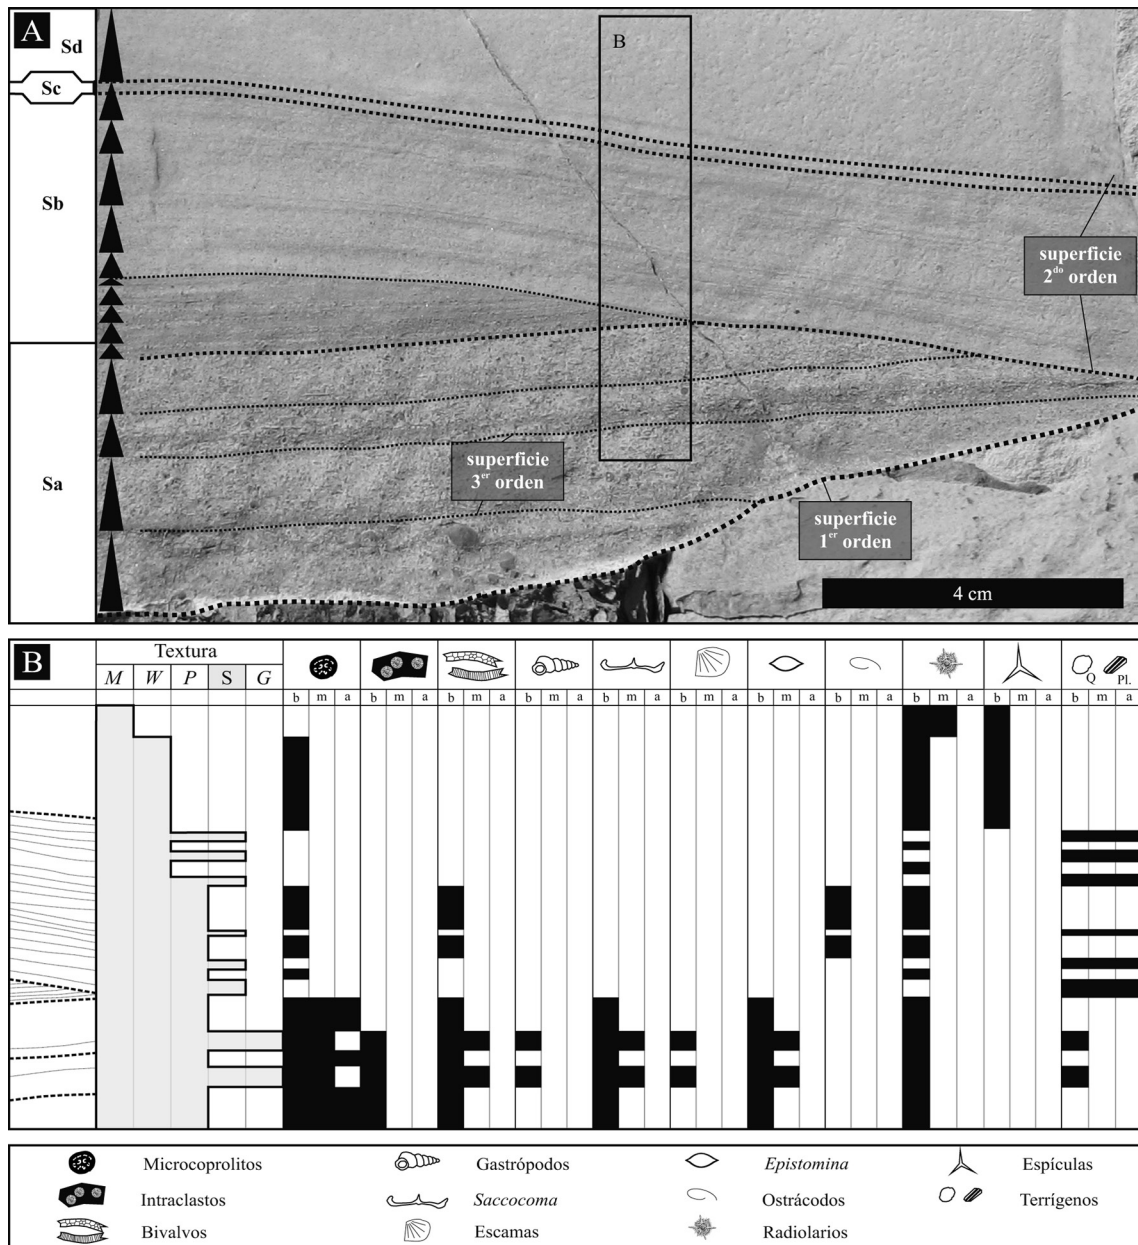 A
Sd
Sc
B
Sb
superficie
2do orden
superficie
3er orden
Sa
superficie
1er orden
4 cm
B
Textura
M W P S G
Q Pl.
b m a b m a b m a b m a b m a b m a b m a b m a b m a b m a b m a
Microcoprolitos
Gastrópodos
Epistomina
Espículas
Intraclastos
Saccocoma
Ostrácodos
Terrígenos
Bivalvos
Escamas
Radiolarios